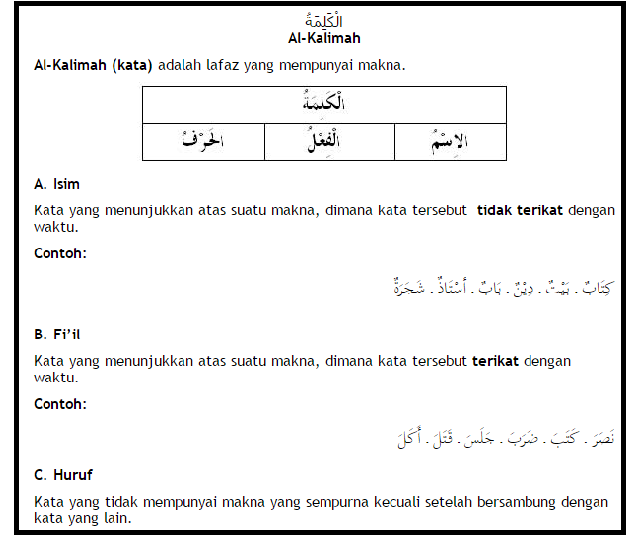 الْكَلِمَةُ
Al-Kalimah
Al-Kalimah (kata) adalah lafaz yang mempunyai makna.
الْكَلِمَةُ
الاِسْمُ الْفِعْلُ الْحَرْفُ
A. Isim
Kata yang menunjukkan atas suatu makna, dimana kata tersebut tidak terikat dengan
waktu.
Contoh:
كِتَابٌ . بَيْتٌ . دِيْنٌ . بَابٌ . أُسْتَاذٌ . شَجَرَةٌ
B. Fi’il
Kata yang menunjukkan atas suatu makna, dimana kata tersebut terikat dengan
waktu.
Contoh:
نَصَرَ . كَتَبَ . ضَرَبَ . جَلَسَ . قَتَلَ . أَكَلَ
C. Huruf
Kata yang tidak mempunyai makna yang sempurna kecuali setelah bersambung dengan
kata yang lain.